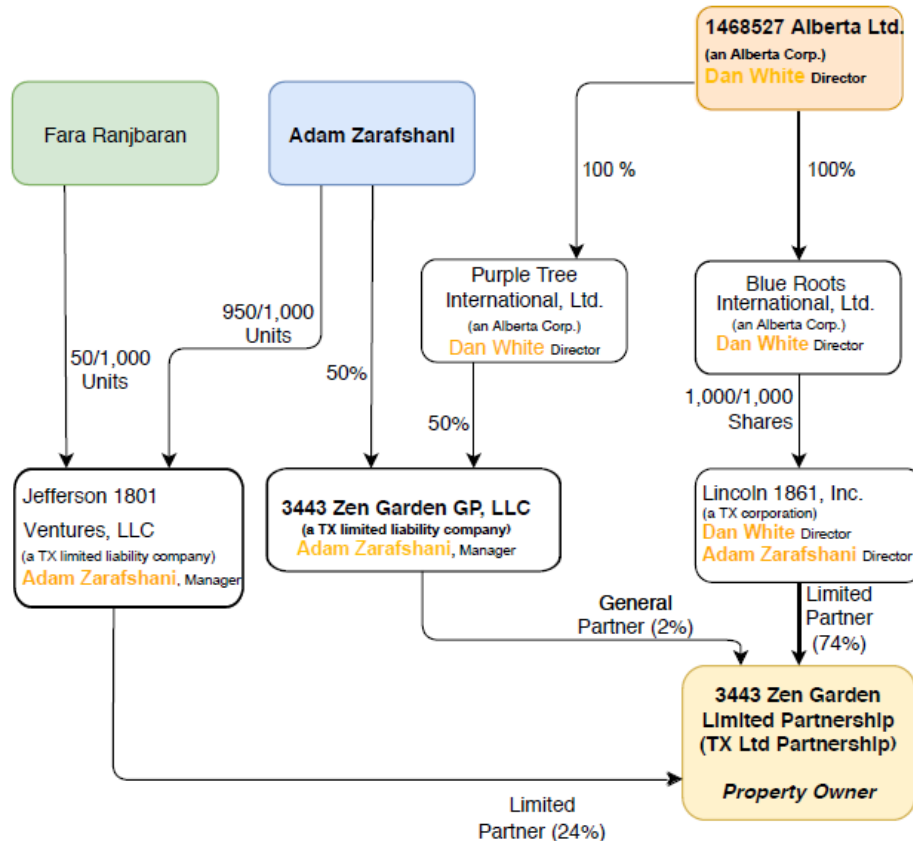 1468527 Alberta Ltd.
(an Alberta Corp.)
Dan White Director
Fara Ranjbaran
Adam Zarafshani
100 %
100%
Purple Tree
International, Ltd.
(an Alberta Corp.)
Dan White Director
Blue Roots
International, Ltd.
(an Alberta Corp.)
Dan White Director
950/1,000
Units
50/1,000
Units
50%
50%
1,000/1,000
Shares
Jefferson 1801
Ventures, LLC
(a TX limited liability company)
Adam Zarafshani, Manager
3443 Zen Garden GP, LLC
(a TX limited liability company)
Adam Zarafshani, Manager
Lincoln 1861, Inc.
(a TX corporation)
Dan White Director
Adam Zarafshani Director
General
Partner (2%)
Limited
Partner
(74%)
3443 Zen Garden
Limited Partnership
(TX Ltd Partnership)
Property Owner
Limited
Partner (24%)